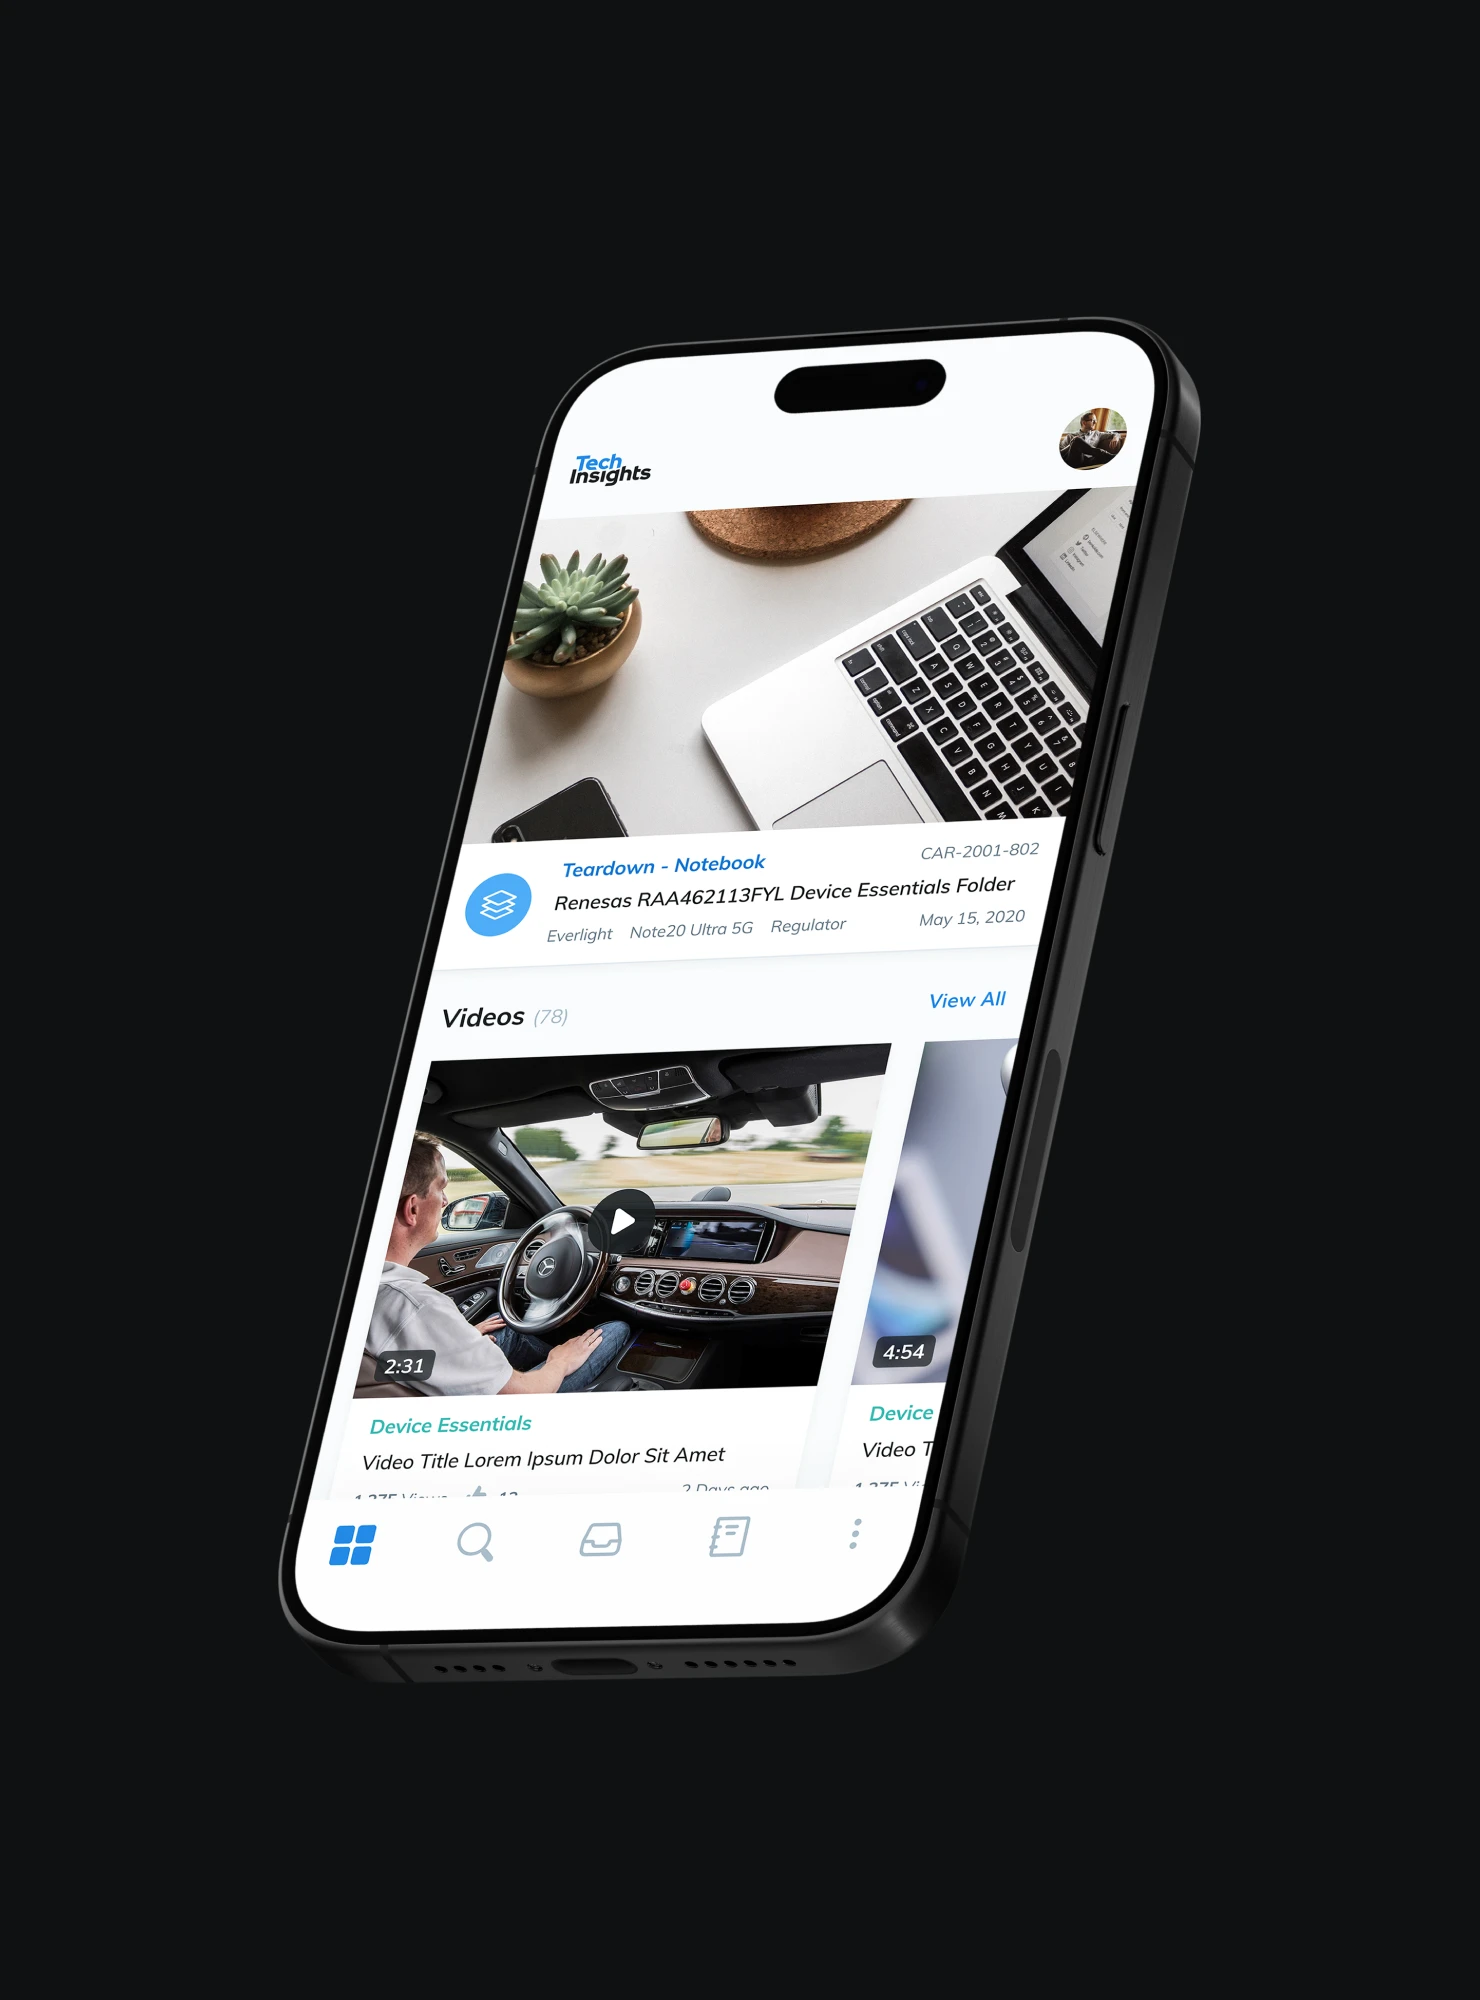 Tech
Insights
Teardown - Notebook
CAR-2001-802
Renesas RAA462113FYL Device Essentials Folder
Everlight Note20 Ultra 5G Regulator
May 15, 2020
Videos (78)
View All
2:31
4:54
Device Essentials
Device
Video Title Lorem Ipsum Dolor Sit Amet
Video T
2 Days ago